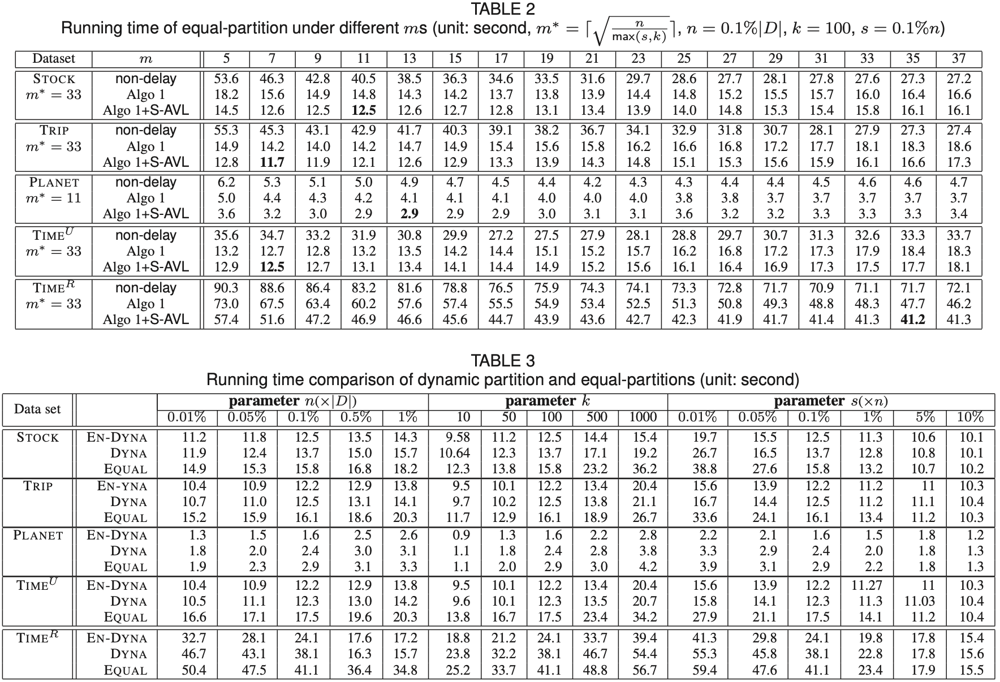 TABLE 2
Running time of equal-partition under different ms (unit: second, m* = ⌈√(n/max(s,k))⌉, n = 0.1%|D|, k = 100, s = 0.1%n)
Dataset m 5 7 9 11 13 15 17 19 21 23 25 27 29 31 33 35 37
STOCK non-delay 53.6 46.3 42.8 40.5 38.5 36.3 34.6 33.5 31.6 29.7 28.6 27.7 28.1 27.8 27.6 27.3 27.2
m* = 33 Algo 1 18.2 15.6 14.9 14.8 14.3 14.2 13.7 13.8 13.9 14.4 14.8 15.2 15.5 15.7 16.0 16.4 16.6
Algo 1+S-AVL 14.5 12.6 12.5 12.5 12.6 12.7 12.8 13.1 13.4 13.9 14.0 14.8 15.3 15.4 15.8 16.1 16.1
TRIP non-delay 55.3 45.3 43.1 42.9 41.7 40.3 39.1 38.2 36.7 34.1 32.9 31.8 30.7 28.1 27.9 27.3 27.4
m* = 33 Algo 1 14.9 14.2 14.0 14.2 14.7 14.9 15.4 15.6 15.8 16.2 16.6 16.8 17.2 17.7 18.1 18.3 18.6
Algo 1+S-AVL 12.8 11.7 11.9 12.1 12.6 12.9 13.3 13.9 14.3 14.8 15.1 15.3 15.6 15.9 16.1 16.6 17.3
PLANET non-delay 6.2 5.3 5.1 5.0 4.9 4.7 4.5 4.4 4.2 4.3 4.3 4.4 4.4 4.5 4.6 4.6 4.7
m* = 11 Algo 1 5.0 4.4 4.3 4.2 4.1 4.1 4.1 4.0 4.0 4.0 3.8 3.8 3.7 3.7 3.7 3.7 3.7
Algo 1+S-AVL 3.6 3.2 3.0 2.9 2.9 2.9 2.9 3.0 3.1 3.1 3.6 3.2 3.2 3.3 3.3 3.3 3.4
TIME^U non-delay 35.6 34.7 33.2 31.9 30.8 29.9 27.2 27.5 27.9 28.1 28.8 29.7 30.7 31.3 32.6 33.3 33.7
m* = 33 Algo 1 13.2 12.7 12.8 13.2 13.5 14.2 14.4 15.1 15.2 15.7 16.2 16.8 17.2 17.3 17.9 18.4 18.3
Algo 1+S-AVL 12.9 12.5 12.7 13.1 13.4 14.1 14.4 14.9 15.2 15.6 16.1 16.4 16.9 17.3 17.5 17.7 18.1
TIME^R non-delay 90.3 88.6 86.4 83.2 81.6 78.8 76.5 75.9 74.3 74.1 73.3 72.8 71.7 70.9 71.1 71.7 72.1
m* = 33 Algo 1 73.0 67.5 63.4 60.2 57.6 57.4 55.5 54.9 53.4 52.5 51.3 50.8 49.3 48.8 48.3 47.7 46.2
Algo 1+S-AVL 57.4 51.6 47.2 46.9 46.6 45.6 44.7 43.9 43.6 42.7 42.3 41.9 41.7 41.4 41.3 41.2 41.3
TABLE 3
Running time comparison of dynamic partition and equal-partitions (unit: second)
Data set parameter n(×|D|) parameter k parameter s(×n)
0.01% 0.05% 0.1% 0.5% 1% 10 50 100 500 1000 0.01% 0.05% 0.1% 1% 5% 10%
STOCK EN-DYNA 11.2 11.8 12.5 13.5 14.3 9.58 11.2 12.5 14.4 15.4 19.7 15.5 12.5 11.3 10.6 10.1
DYNA 11.9 12.4 13.7 15.0 15.7 10.64 12.3 13.7 17.1 19.2 26.7 16.5 13.7 12.8 10.8 10.1
EQUAL 14.9 15.3 15.8 16.8 18.2 12.3 13.8 15.8 23.2 36.2 38.8 27.6 15.8 13.2 10.7 10.2
TRIP EN-YNA 10.4 10.9 12.2 12.9 13.8 9.5 10.1 12.2 13.4 20.4 15.6 13.9 12.2 11.2 11 10.3
DYNA 10.7 11.0 12.5 13.1 14.1 9.7 10.2 12.5 13.8 21.1 16.7 14.4 12.5 11.2 11.1 10.4
EQUAL 15.2 15.9 16.1 18.6 20.3 11.7 12.9 16.1 18.9 26.7 33.6 24.1 16.1 13.4 11.2 10.3
PLANET EN-DYNA 1.3 1.5 1.6 2.5 2.6 0.9 1.3 1.6 2.2 2.8 2.2 2.1 1.6 1.5 1.8 1.2
DYNA 1.8 2.0 2.4 3.0 3.1 1.1 1.8 2.4 2.8 3.8 3.3 2.9 2.4 2.0 1.8 1.3
EQUAL 1.9 2.3 2.9 3.1 3.3 1.1 2.0 2.9 3.0 4.2 3.9 3.1 2.9 2.2 1.8 1.3
TIME^U EN-DYNA 10.4 10.9 12.2 12.9 13.8 9.5 10.1 12.2 13.4 20.4 15.6 13.9 12.2 11.27 11 10.3
DYNA 10.5 11.1 12.3 13.0 14.2 9.6 10.1 12.3 13.5 20.7 15.8 14.1 12.3 11.3 11.03 10.4
EQUAL 16.6 17.1 17.5 19.6 20.3 13.8 16.7 17.5 23.4 34.2 27.9 21.1 17.5 14.1 11.2 10.4
TIME^R EN-DYNA 32.7 28.1 24.1 17.6 17.2 18.8 21.2 24.1 33.7 39.4 41.3 29.8 24.1 19.8 17.8 15.4
DYNA 46.7 43.1 38.1 16.3 15.7 23.8 32.2 38.1 46.7 54.4 55.3 45.8 38.1 22.8 17.8 15.6
EQUAL 50.4 47.5 41.1 36.4 34.8 25.2 33.7 41.1 48.8 56.7 59.4 47.6 41.1 23.4 17.9 15.5